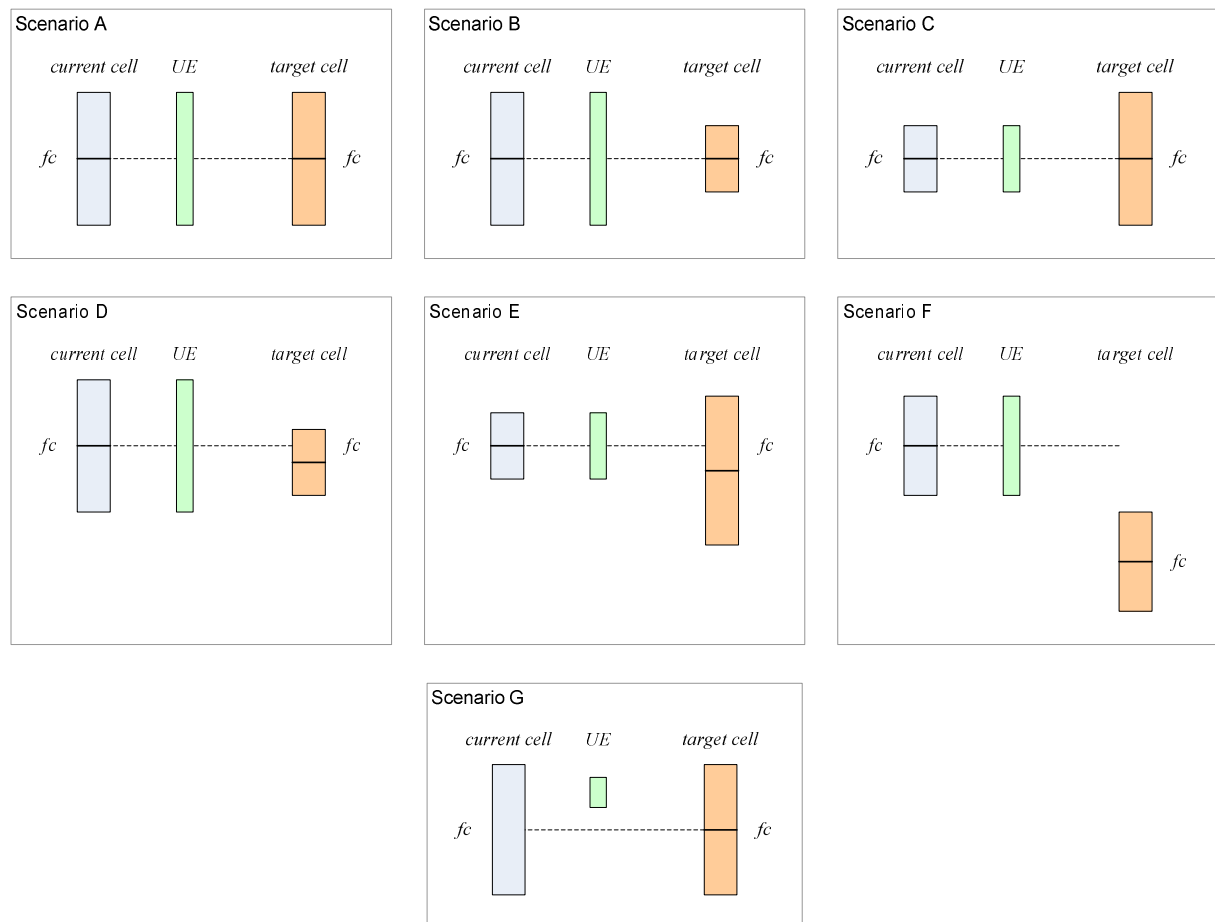 Scenario A
current cell UE target cell
fc fc
Scenario B
current cell UE target cell
fc fc
Scenario C
current cell UE target cell
fc fc
Scenario D
current cell UE target cell
fc fc
Scenario E
current cell UE target cell
fc fc
Scenario F
current cell UE target cell
fc
fc
Scenario G
current cell UE target cell
fc fc